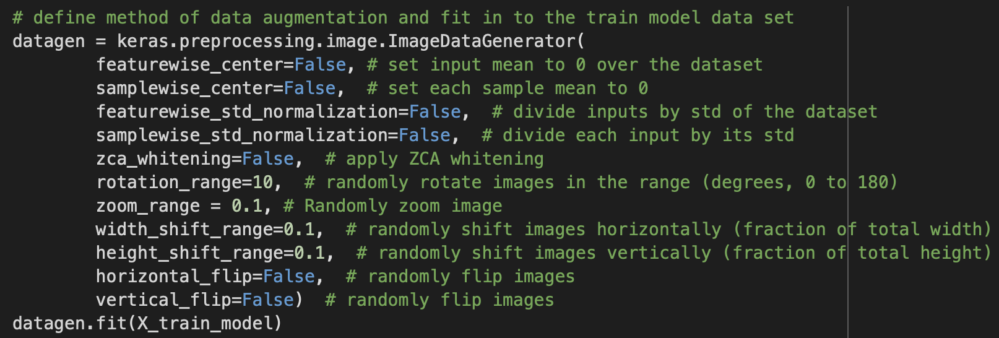 # define method of data augmentation and fit in to the train model data set
datagen = keras.preprocessing.image.ImageDataGenerator(
        featurewise_center=False, # set input mean to 0 over the dataset
        samplewise_center=False,  # set each sample mean to 0
        featurewise_std_normalization=False,  # divide inputs by std of the dataset
        samplewise_std_normalization=False,  # divide each input by its std
        zca_whitening=False,  # apply ZCA whitening
        rotation_range=10,  # randomly rotate images in the range (degrees, 0 to 180)
        zoom_range = 0.1, # Randomly zoom image
        width_shift_range=0.1,  # randomly shift images horizontally (fraction of total width)
        height_shift_range=0.1,  # randomly shift images vertically (fraction of total height)
        horizontal_flip=False,  # randomly flip images
        vertical_flip=False)  # randomly flip images
datagen.fit(X_train_model)